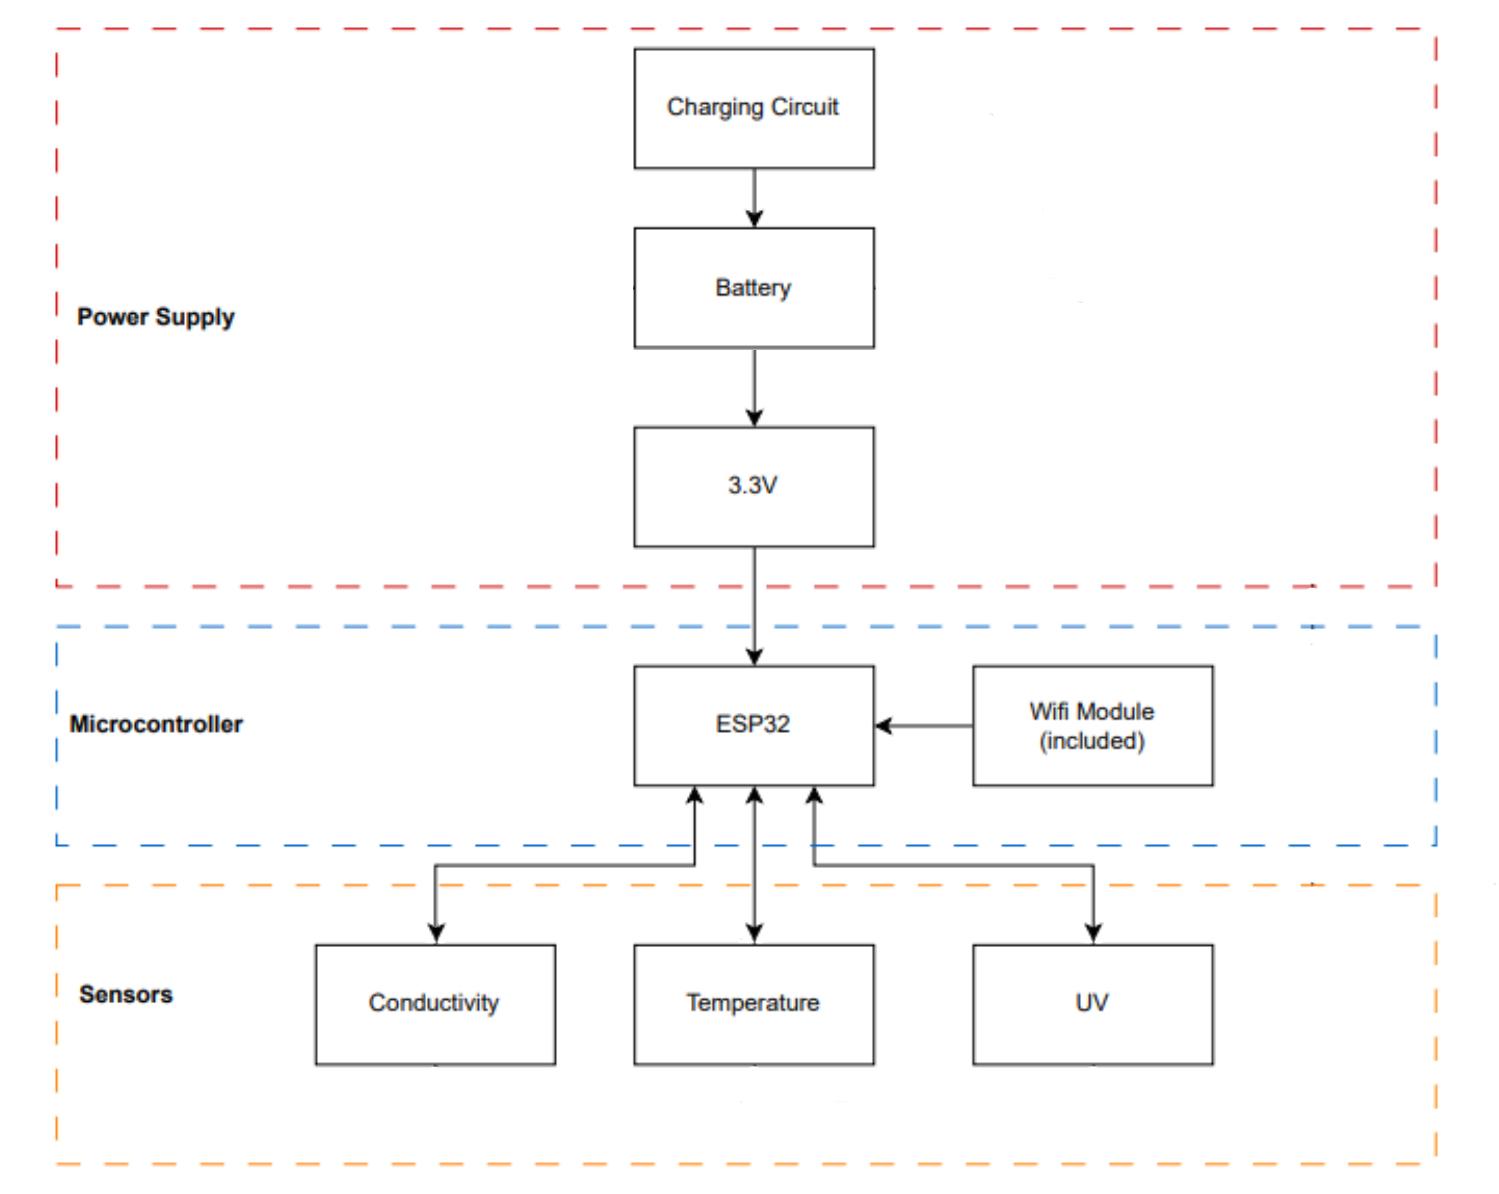 Charging Circuit
Battery
Power Supply
3.3V
Microcontroller
ESP32
Wifi Module
(included)
Sensors
Conductivity
Temperature
UV